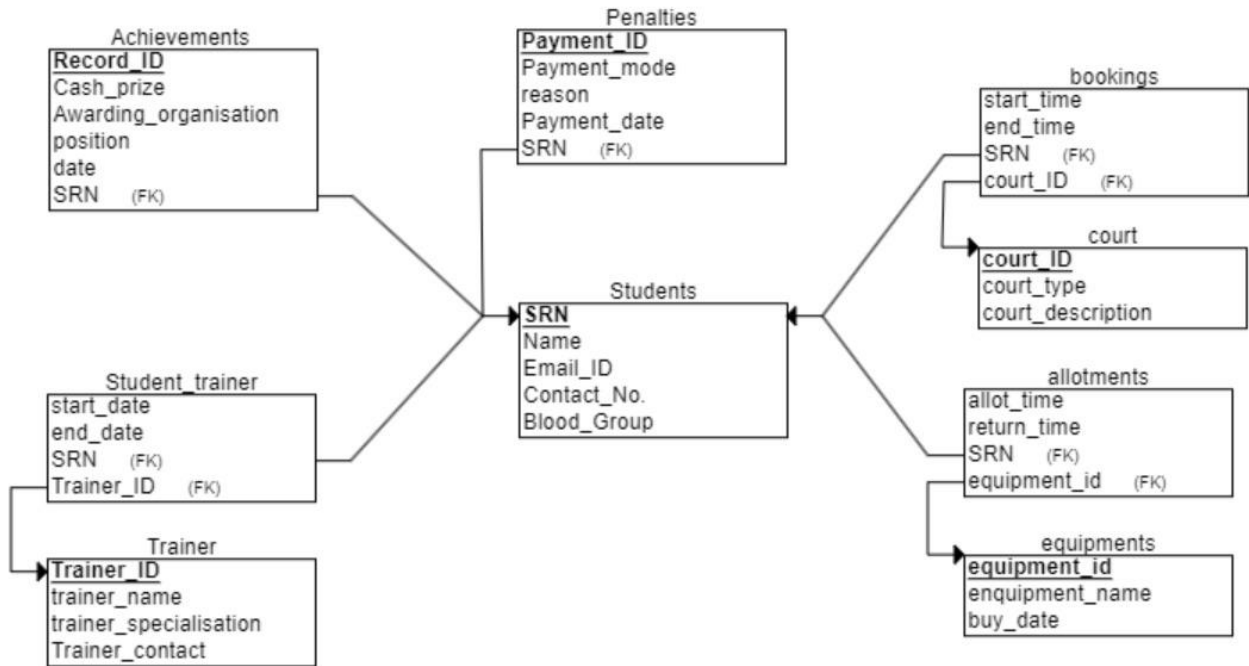 Achievements
Record_ID
Cash_prize
Awarding_organisation
position
date
SRN (FK)
Penalties
Payment_ID
Payment_mode
reason
Payment_date
SRN (FK)
bookings
start_time
end_time
SRN (FK)
court_ID (FK)
court
court_ID
court_type
court_description
Students
SRN
Name
Email_ID
Contact_No.
Blood_Group
Student_trainer
start_date
end_date
SRN (FK)
Trainer_ID (FK)
Trainer
Trainer_ID
trainer_name
trainer_specialisation
Trainer_contact
allotments
allot_time
return_time
SRN (FK)
equipment_id (FK)
equipments
equipment_id
enquipment_name
buy_date